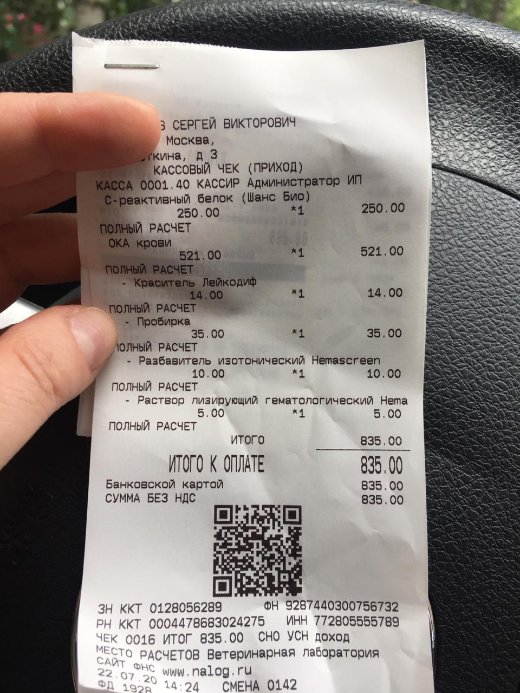 В СЕРГЕЙ ВИКТОРОВИЧ
Москва,
ткина, д 3
КАССОВЫЙ ЧЕК (ПРИХОД)
КАССА 0001.40 КАССИР Администратор ИП
С-реактивный белок (Шанс Био)
250.00 *1 250.00
ПОЛНЫЙ РАСЧЕТ
ОКА крови
521.00 *1 521.00
ПОЛНЫЙ РАСЧЕТ
- Краситель Лейкодиф
14.00 *1 14.00
ПОЛНЫЙ РАСЧЕТ
- Пробирка
35.00 *1 35.00
ПОЛНЫЙ РАСЧЕТ
- Разбавитель изотонический Hemascreen
10.00 *1 10.00
ПОЛНЫЙ РАСЧЕТ
- Раствор лизирующий гематологический Hema
5.00 *1 5.00
ПОЛНЫЙ РАСЧЕТ
ИТОГО 835.00
ИТОГО К ОПЛАТЕ 835.00
Банковской картой 835.00
СУММА БЕЗ НДС 835.00
ЗН ККТ 0128056289 ФН 9287440300756732
РН ККТ 0004478683024275 ИНН 772805555789
ЧЕК 0016 ИТОГ 835.00 СНО УСН доход
МЕСТО РАСЧЕТОВ Ветеринарная лаборатория
САЙТ ФНС www.nalog.ru
22.07.20 14:24 СМЕНА 0142
ФД 1928